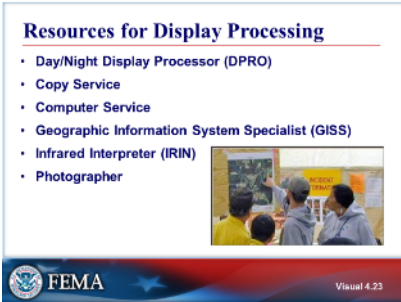 Resources for Display Processing
• Day/Night Display Processor (DPRO)
• Copy Service
• Computer Service
• Geographic Information System Specialist (GISS)
• Infrared Interpreter (IRIN)
• Photographer
INCIDENT
FEMA
Visual 4.23